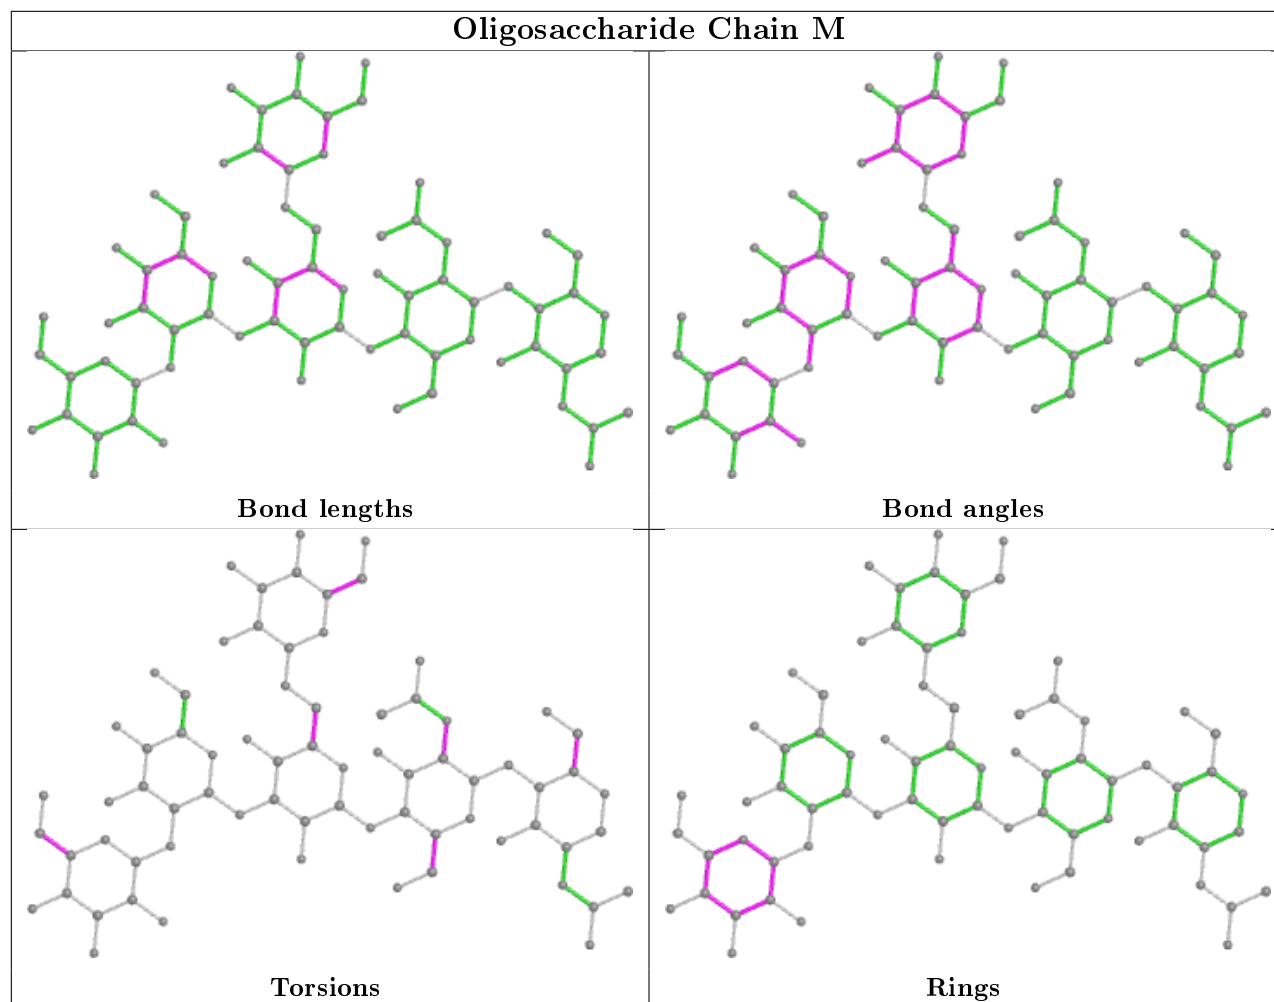 Oligosaccharide Chain M
Bond lengths
Bond angles
Torsions
Rings